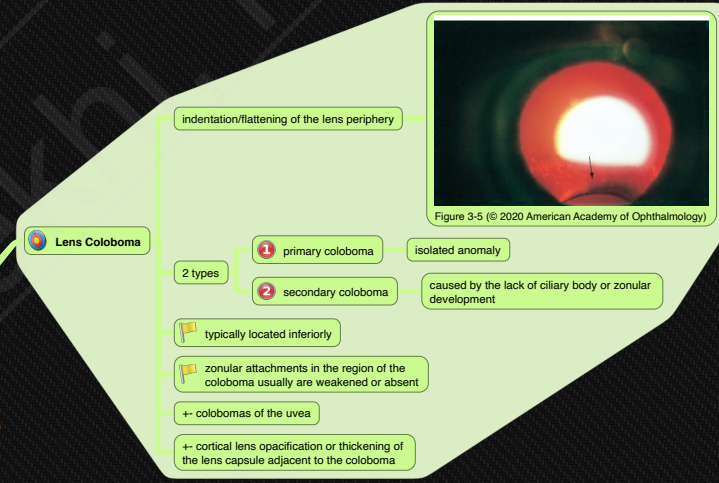 Lens Coloboma
indentation/flattening of the lens periphery
Figure 3-5 (© 2020 American Academy of Ophthalmology)
2 types
1 primary coloboma
isolated anomaly
2 secondary coloboma
caused by the lack of ciliary body or zonular
development
typically located inferiorly
zonular attachments in the region of the
coloboma usually are weakened or absent
+- colobomas of the uvea
+- cortical lens opacification or thickening of
the lens capsule adjacent to the coloboma